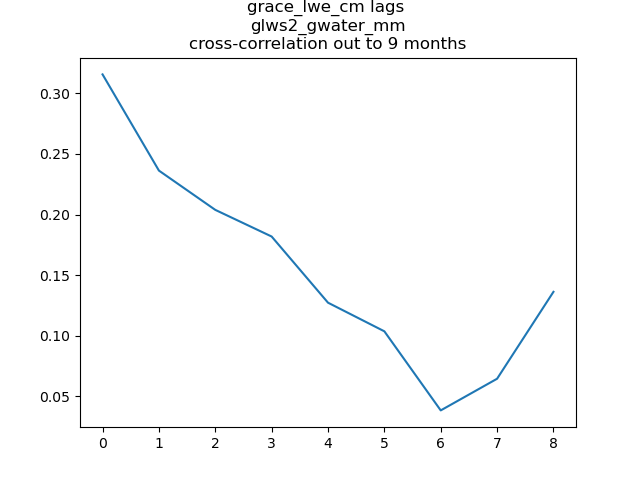 grace_lwe_cm lags
glws2_gwater_mm
cross-correlation out to 9 months
0.30
0.25
0.20
0.15
0.10
0.05
0 1 2 3 4 5 6 7 8